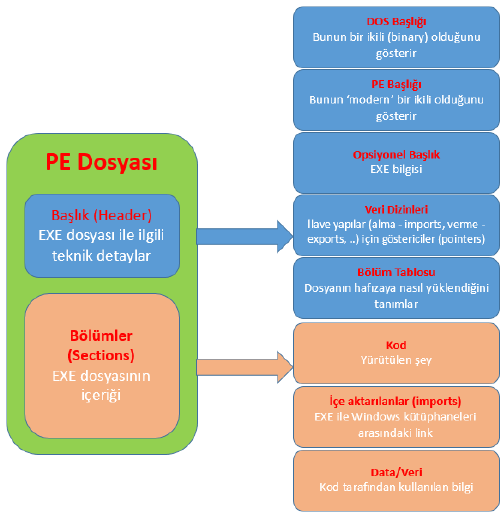 PE Dosyası
Başlık (Header)
EXE dosyası ile ilgili
teknik detaylar
Bölümler
(Sections)
EXE dosyasının
içeriği
DOS Başlığı
Bunun bir ikili (binary) olduğunu
gösterir
PE Başlığı
Bunun ‘modern’ bir ikili olduğunu
gösterir
Opsiyonel Başlık
EXE bilgisi
Veri Dizinleri
İlave yapılar (alma - imports, verme -
exports, ..) için göstericiler (pointers)
Bölüm Tablosu
Dosyanın hafızaya nasıl yüklendiğini
tanımlar
Kod
Yürütülen şey
İçe aktarılanlar (imports)
EXE ile Windows kütüphaneleri
arasındaki link
Data/Veri
Kod tarafından kullanılan bilgi